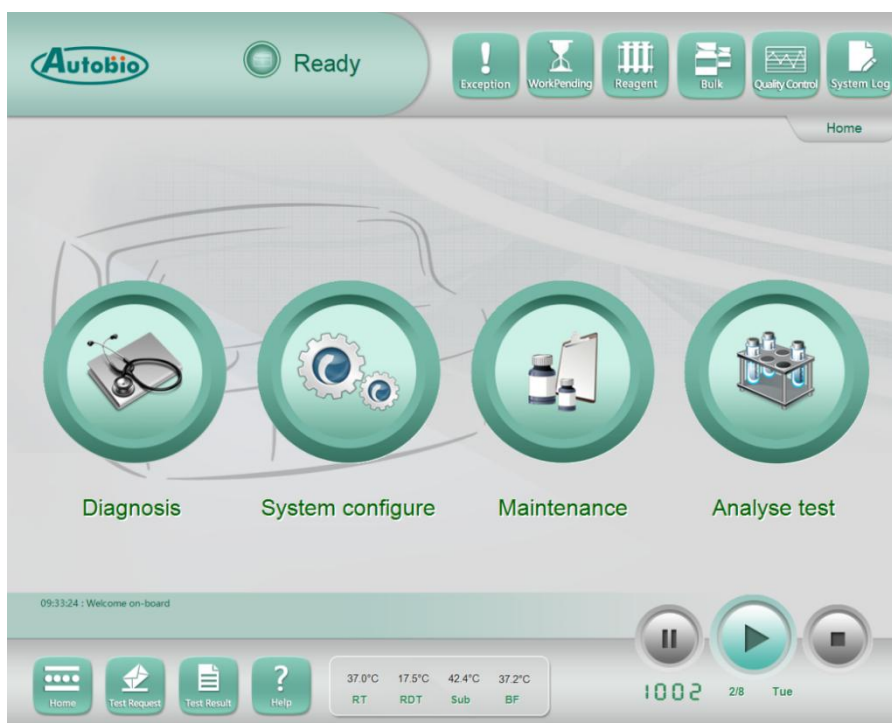 Autobio
Ready
Exception
WorkPending
Reagent
Bulk
Quality Control
System Log
Home
Diagnosis
System configure
Maintenance
Analyse test
09:33:24 : Welcome on-board
Home
Test Request
Test Result
Help
37.0°C 17.5°C 42.4°C 37.2°C
RT RDT Sub BF
1002 2/8 Tue